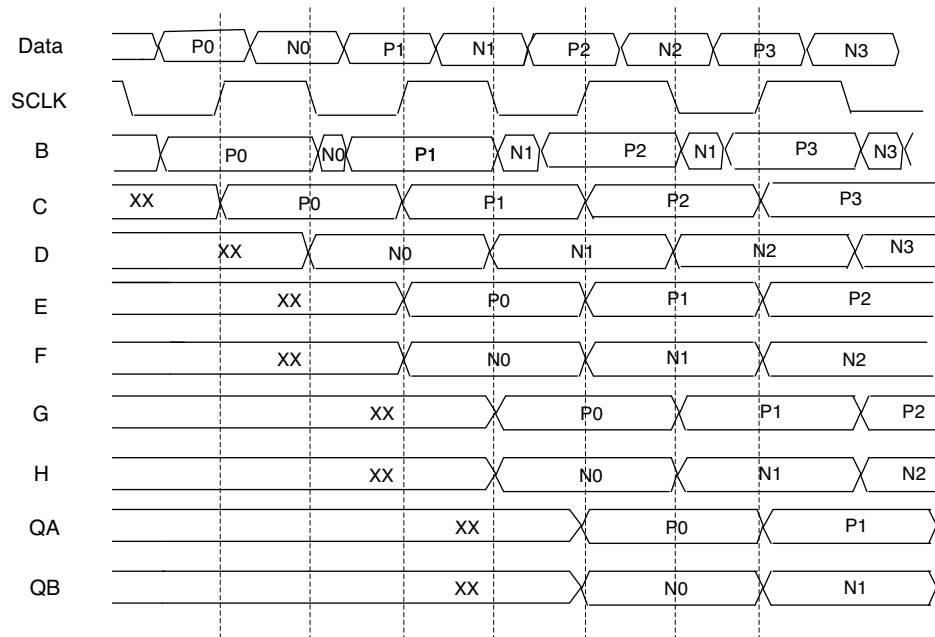 Data P0 N0 P1 N1 P2 N2 P3 N3
SCLK
B P0 N0 P1 N1 P2 N1 P3 N3
C XX P0 P1 P2 P3
D XX N0 N1 N2 N3
E XX P0 P1 P2
F XX N0 N1 N2
G XX P0 P1 P2
H XX N0 N1 N2
QA XX P0 P1
QB XX N0 N1